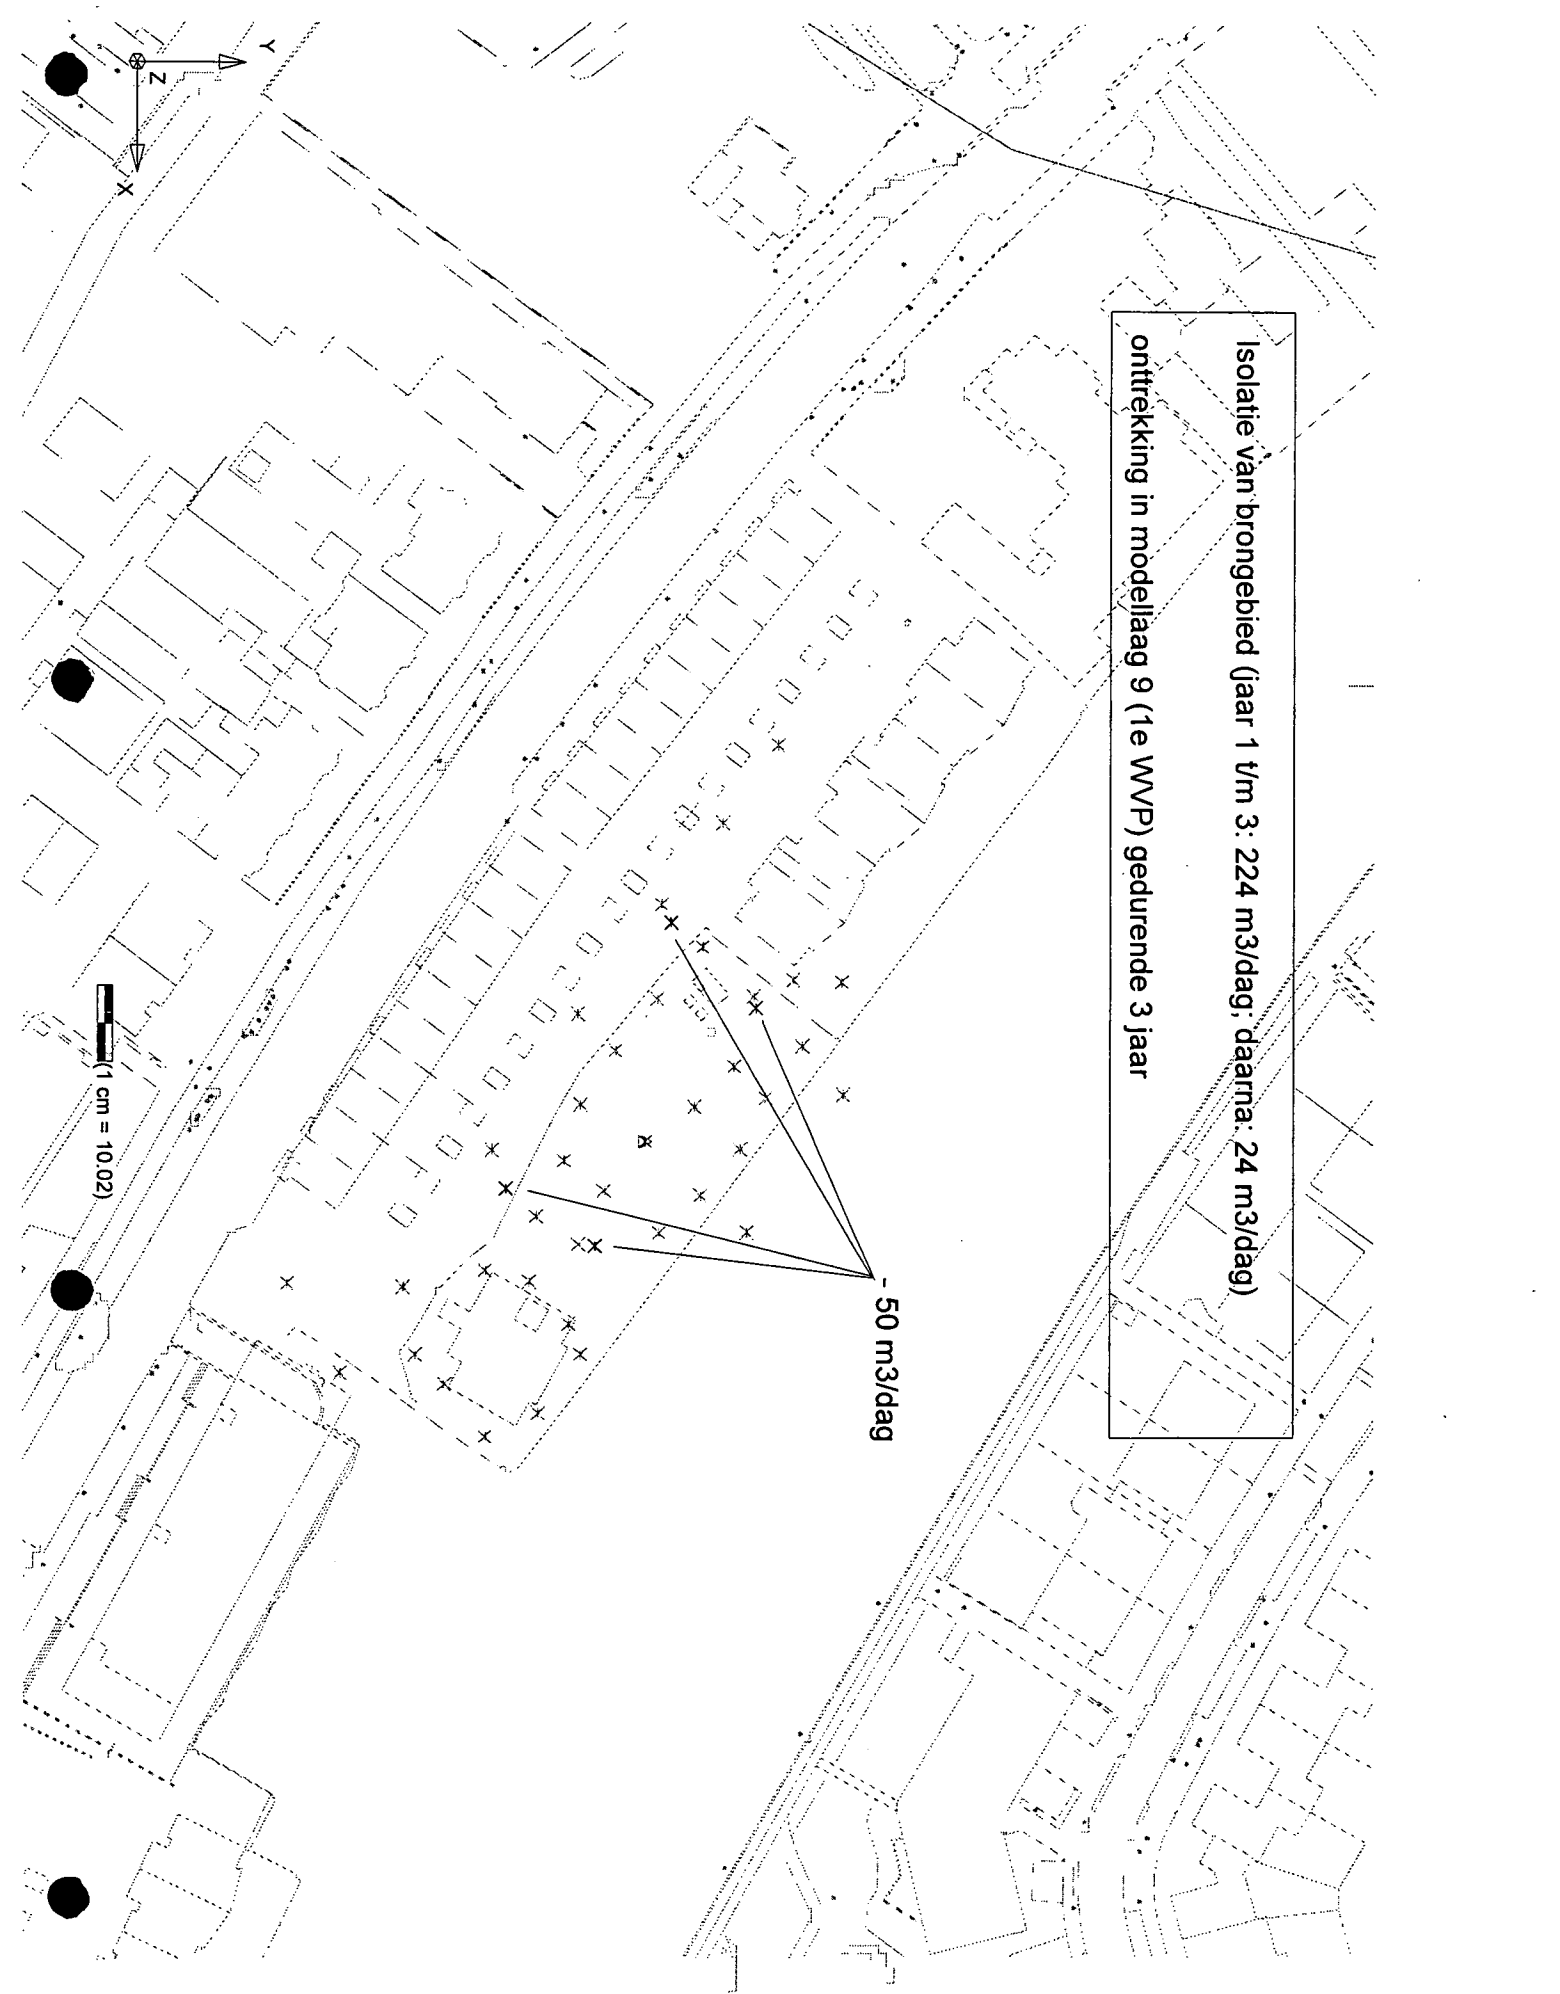 Isolatie van brongebied (jaar 1 t/m 3: 224 m3/dag; daarna: 24 m3/dag)
onttrekking in modellaag 9 (1e WVP) gedurende 3 jaar
- 50 m3/dag
(1 cm = 10.02)
Y
Z
X